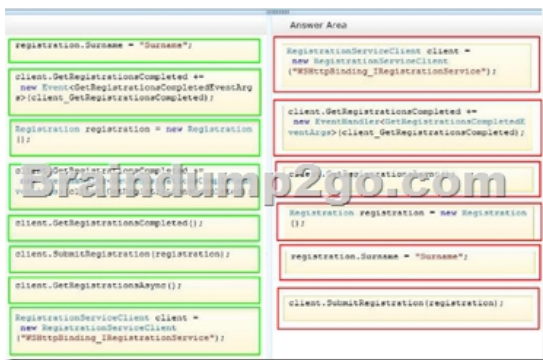 Answer Area
registration.Surname = "Surname";
client.GetRegistrationsCompleted +=
new Event<GetRegistrationsCompletedEventArg
s>(client_GetRegistrationsCompleted);
Registration registration = new Registration
();
client.GetRegistrationsCompleted +=
client.GetRegistrationsCompleted();
client.SubmitRegistration(registration);
client.GetRegistrationsAsync();
RegistrationServiceClient client =
new RegistrationServiceClient
("WSHttpBinding_IRegistrationService");
RegistrationServiceClient client =
new RegistrationServiceClient
("WSHttpBinding_IRegistrationService");
client.GetRegistrationsCompleted +=
new EventHandler<GetRegistrationsCompletedE
ventArgs>(client_GetRegistrationsCompleted);
Registration registration = new Registration
();
registration.Surname = "Surname";
client.SubmitRegistration(registration);
Braindump2go.com